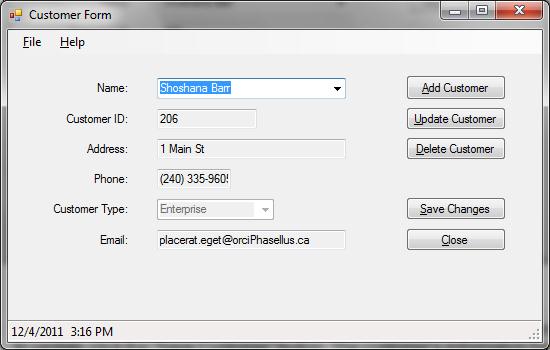 Customer Form
File Help
Name: Shoshana Barr Add Customer
Customer ID: 206 Update Customer
Address: 1 Main St Delete Customer
Phone: (240) 335-9605
Customer Type: Enterprise Save Changes
Email: placerat.eget@orciPhasellus.ca Close
12/4/2011 3:16 PM